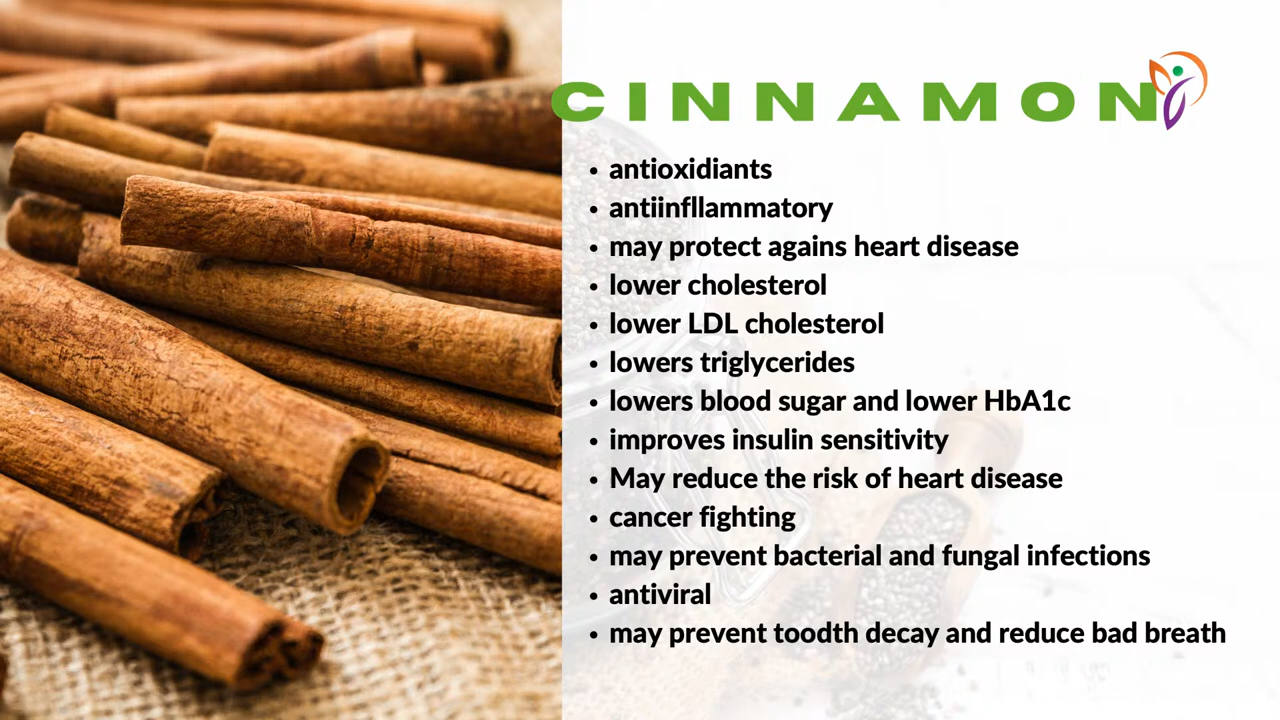 CINNAMON
• antioxidiants
• antiinfllammatory
• may protect agains heart disease
• lower cholesterol
• lower LDL cholesterol
• lowers triglycerides
• lowers blood sugar and lower HbA1c
• improves insulin sensitivity
• May reduce the risk of heart disease
• cancer fighting
• may prevent bacterial and fungal infections
• antiviral
• may prevent toodth decay and reduce bad breath